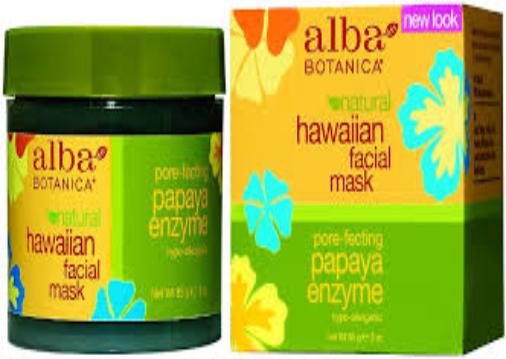 alba
BOTANICA
natural
hawaiian
facial
mask
pore-fecting
papaya
enzyme
hypo-allergenic
new look
alba
BOTANICA
natural
hawaiian
facial
mask
pore-fecting
papaya
enzyme
hypo-allergenic